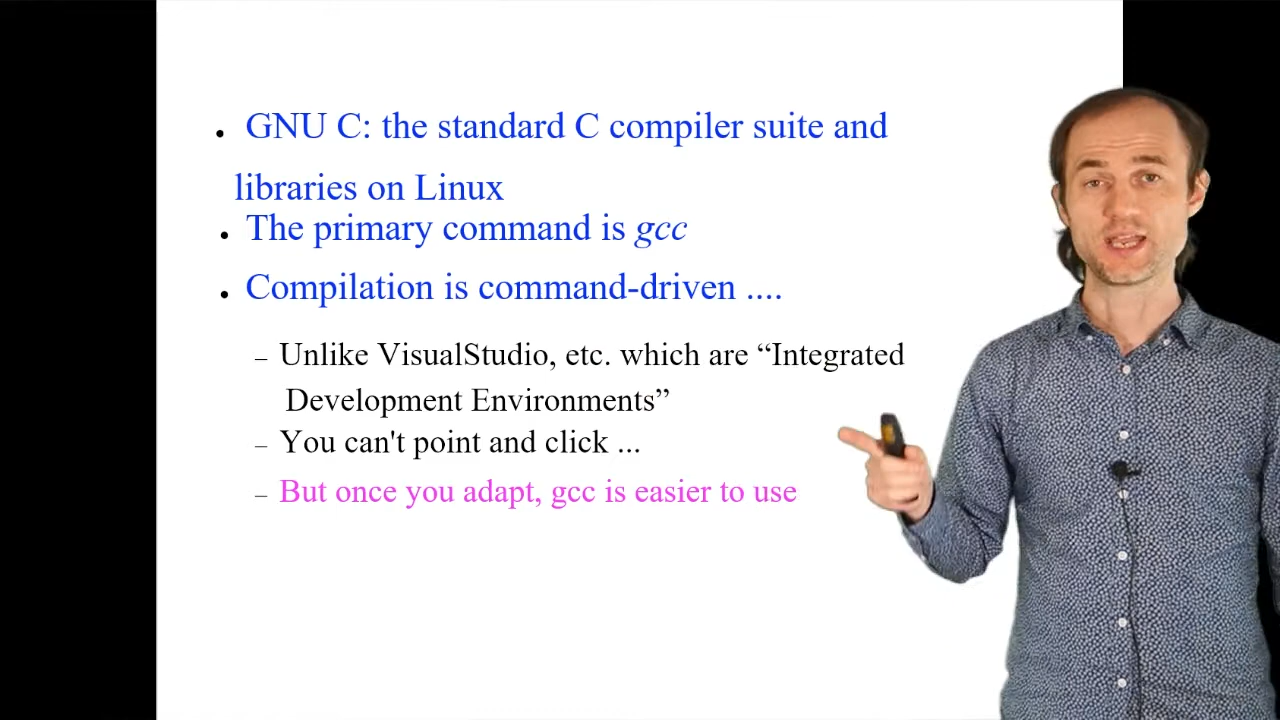 • GNU C: the standard C compiler suite and
libraries on Linux
• The primary command is gcc
• Compilation is command-driven ....
– Unlike VisualStudio, etc. which are “Integrated
Development Environments”
– You can't point and click ...
– But once you adapt, gcc is easier to use